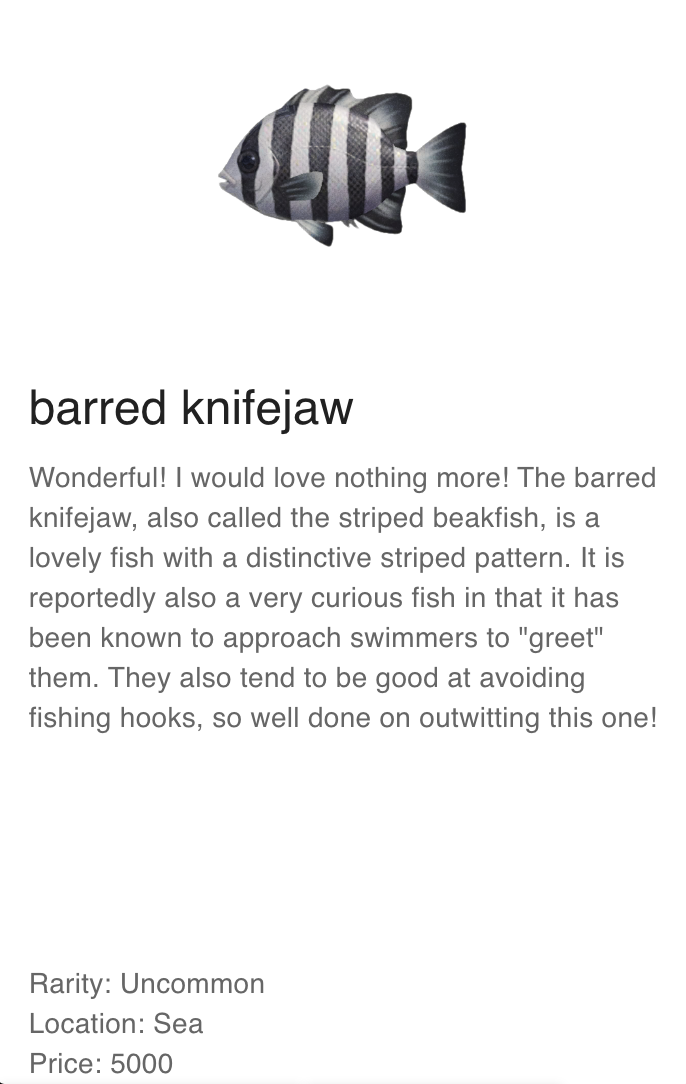 barred knifejaw
Wonderful! I would love nothing more! The barred
knifejaw, also called the striped beakfish, is a
lovely fish with a distinctive striped pattern. It is
reportedly also a very curious fish in that it has
been known to approach swimmers to "greet"
them. They also tend to be good at avoiding
fishing hooks, so well done on outwitting this one!
Rarity: Uncommon
Location: Sea
Price: 5000